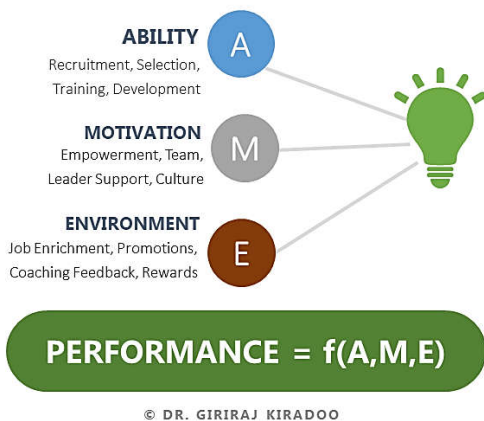 ABILITY
A
Recruitment, Selection,
Training, Development
MOTIVATION
M
Empowerment, Team,
Leader Support, Culture
ENVIRONMENT
E
Job Enrichment, Promotions,
Coaching Feedback, Rewards
PERFORMANCE = f(A,M,E)
© DR. GIRIRAJ KIRADOO